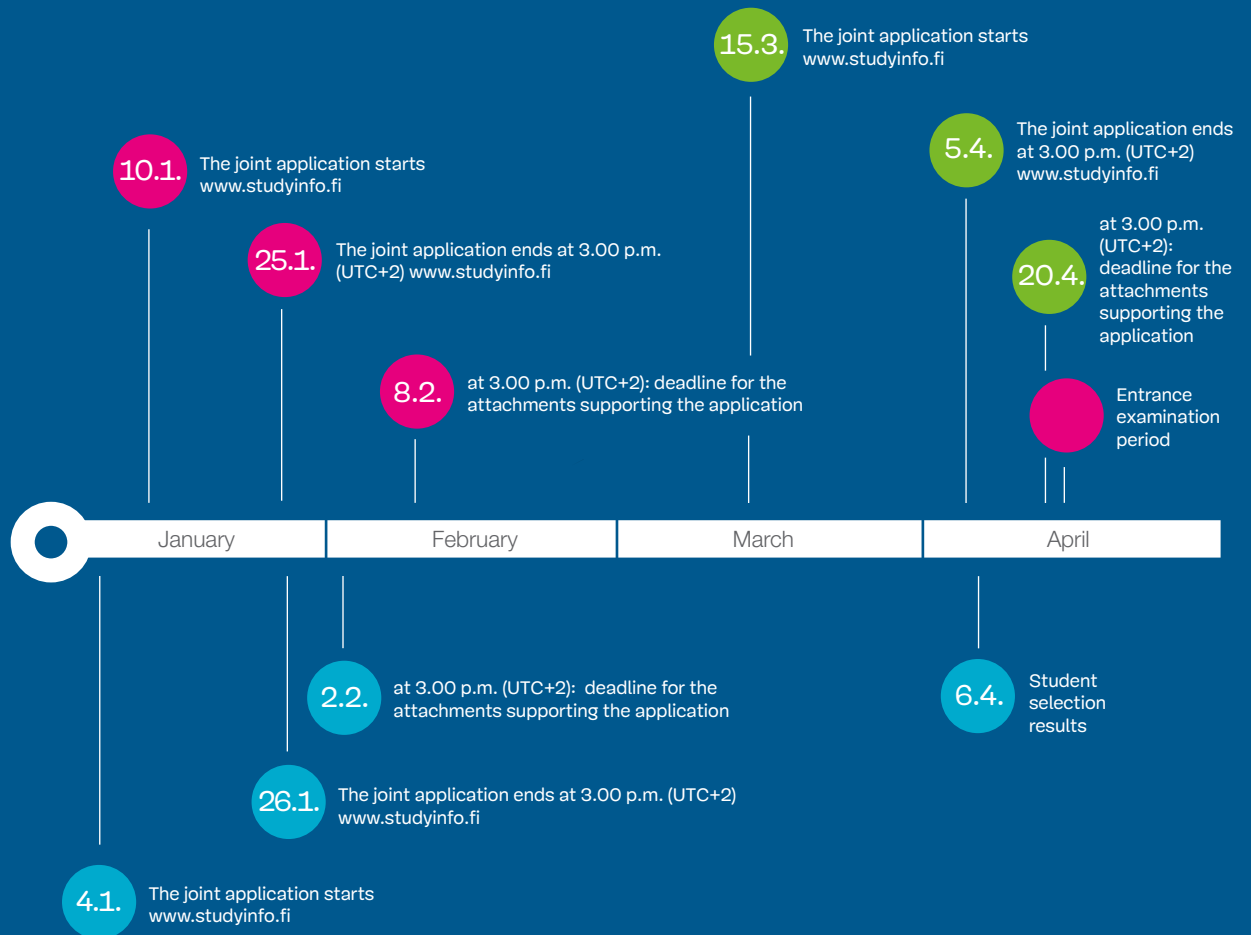 15.3.
The joint application starts
www.studyinfo.fi
10.1.
The joint application starts
www.studyinfo.fi
5.4.
The joint application ends
at 3.00 p.m. (UTC+2)
www.studyinfo.fi
25.1.
The joint application ends at 3.00 p.m.
(UTC+2) www.studyinfo.fi
20.4.
at 3.00 p.m.
(UTC+2):
deadline for the
attachments
supporting the
application
8.2.
at 3.00 p.m. (UTC+2): deadline for the
attachments supporting the application
Entrance
examination
period
January
February
March
April
2.2.
at 3.00 p.m. (UTC+2): deadline for the
attachments supporting the application
6.4.
Student
selection
results
26.1.
The joint application ends at 3.00 p.m. (UTC+2)
www.studyinfo.fi
4.1.
The joint application starts
www.studyinfo.fi